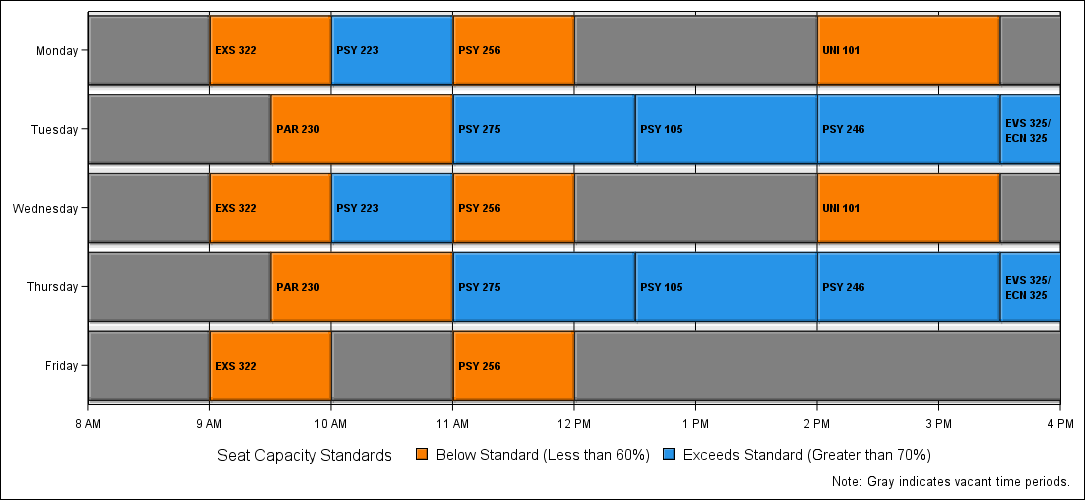 Monday
EXS 322
PSY 223
PSY 256
UNI 101
Tuesday
PAR 230
PSY 275
PSY 105
PSY 246
EVS 325/
ECN 325
Wednesday
EXS 322
PSY 223
PSY 256
UNI 101
Thursday
PAR 230
PSY 275
PSY 105
PSY 246
EVS 325/
ECN 325
Friday
EXS 322
PSY 256
8 AM 9 AM 10 AM 11 AM 12 PM 1 PM 2 PM 3 PM 4 PM
Seat Capacity Standards Below Standard (Less than 60%) Exceeds Standard (Greater than 70%)
Note: Gray indicates vacant time periods.